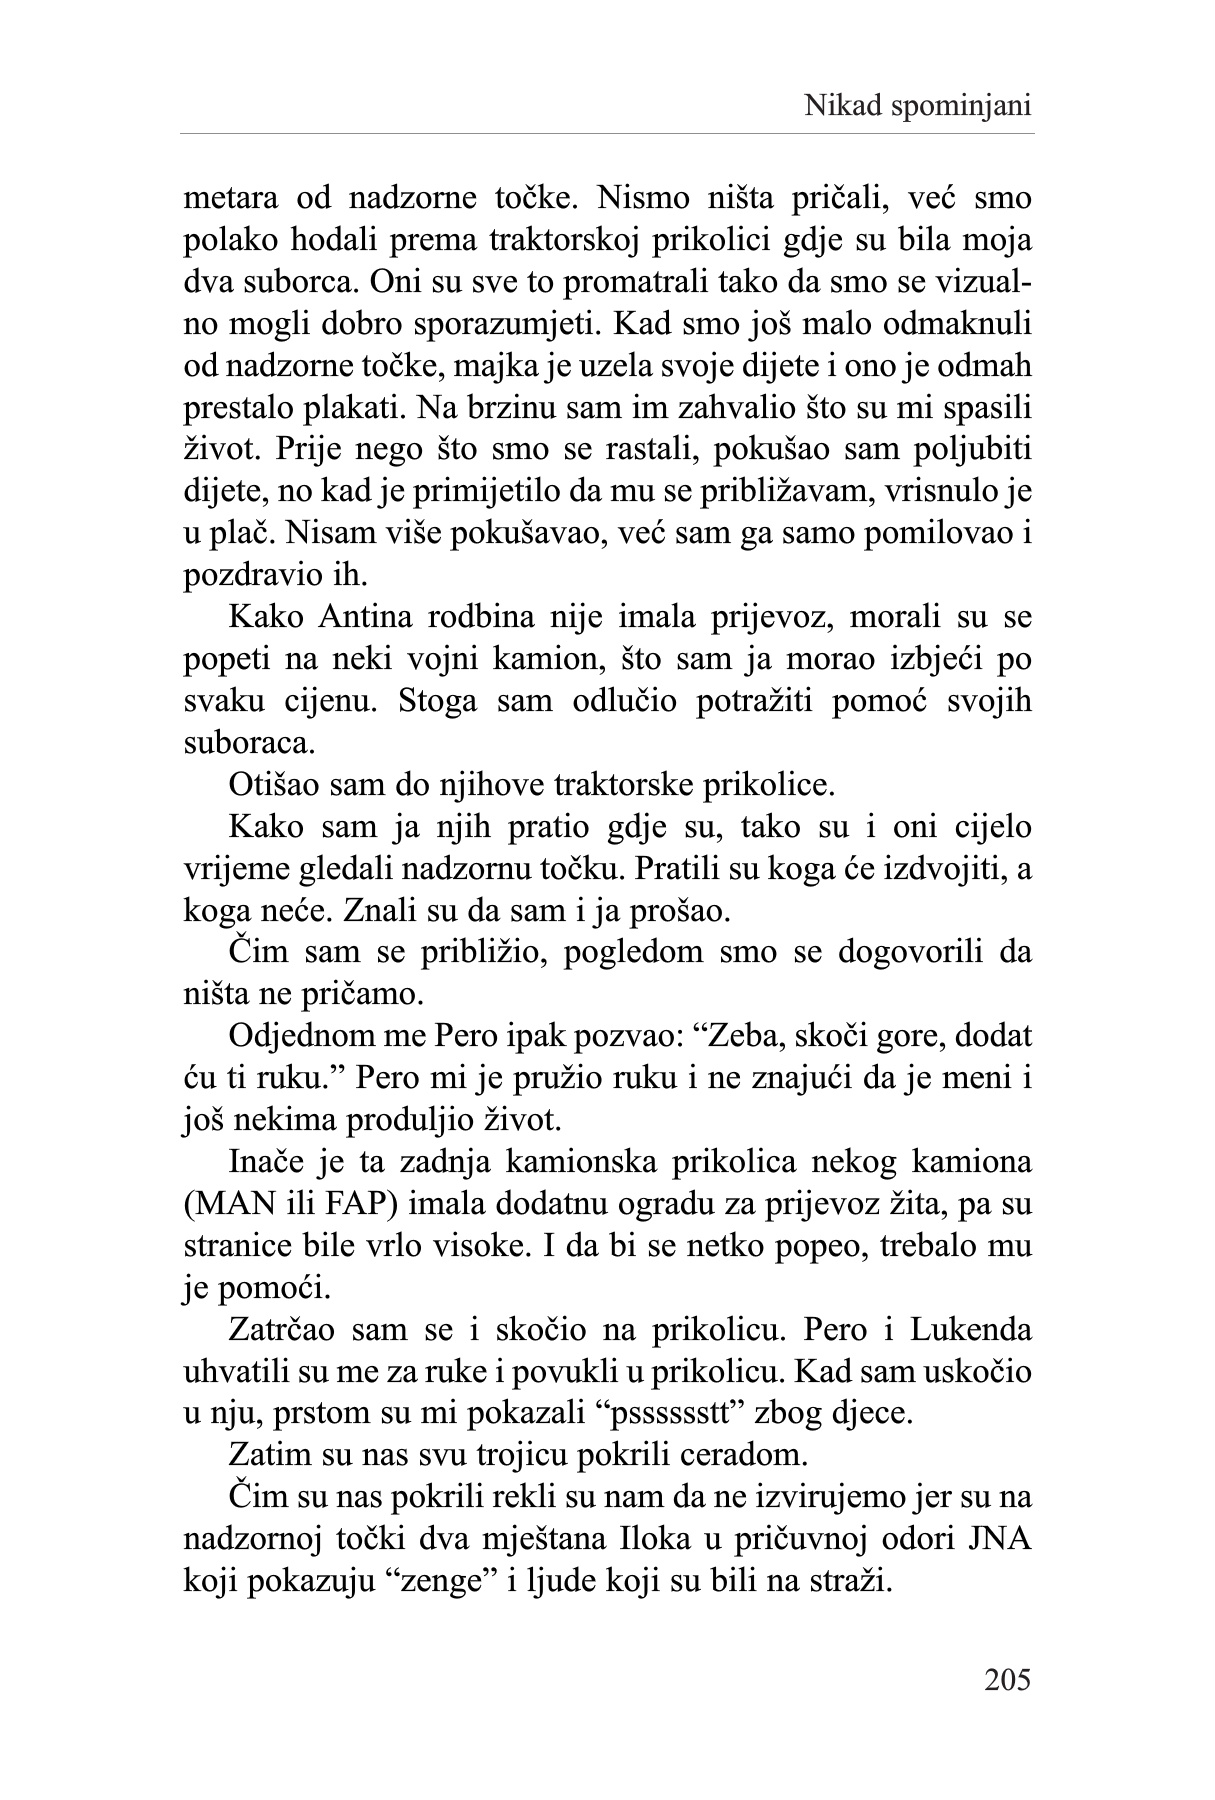 Nikad spominjani
metara od nadzorne točke. Nismo ništa pričali, već smo
polako hodali prema traktorskoj prikolici gdje su bila moja
dva suborca. Oni su sve to promatrali tako da smo se vizual-
no mogli dobro sporazumjeti. Kad smo još malo odmaknuli
od nadzorne točke, majka je uzela svoje dijete i ono je odmah
prestalo plakati. Na brzinu sam im zahvalio što su mi spasili
život. Prije nego što smo se rastali, pokušao sam poljubiti
dijete, no kad je primijetilo da mu se približavam, vrisnulo je
u plač. Nisam više pokušavao, već sam ga samo pomilovao i
pozdravio ih.
Kako Antina rodbina nije imala prijevoz, morali su se
popeti na neki vojni kamion, što sam ja morao izbjeći po
svaku cijenu. Stoga sam odlučio potražiti pomoć svojih
suboraca.
Otišao sam do njihove traktorske prikolice.
Kako sam ja njih pratio gdje su, tako su i oni cijelo
vrijeme gledali nadzornu točku. Pratili su koga će izdvojiti, a
koga neće. Znali su da sam i ja prošao.
Čim sam se približio, pogledom smo se dogovorili da
ništa ne pričamo.
Odjednom me Pero ipak pozvao: “Zeba, skoči gore, dodat
ću ti ruku.” Pero mi je pružio ruku i ne znajući da je meni i
još nekima produljio život.
Inače je ta zadnja kamionska prikolica nekog kamiona
(MAN ili FAP) imala dodatnu ogradu za prijevoz žita, pa su
stranice bile vrlo visoke. I da bi se netko popeo, trebalo mu
je pomoći.
Zatrčao sam se i skočio na prikolicu. Pero i Lukenda
uhvatili su me za ruke i povukli u prikolicu. Kad sam uskočio
u nju, prstom su mi pokazali “psssssstt” zbog djece.
Zatim su nas svu trojicu pokrili ceradom.
Čim su nas pokrili rekli su nam da ne izvirujemo jer su na
nadzornoj točki dva mještana Iloka u pričuvnoj odori JNA
koji pokazuju “zenge” i ljude koji su bili na straži.
205